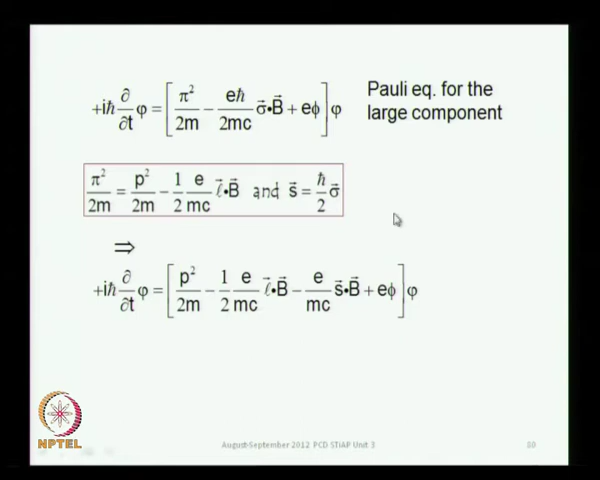 +iħ ∂/∂t φ = [ π²/2m − eħ/2mc σ⃗•B⃗ + eϕ ] φ
Pauli eq. for the
large component
π²/2m = p²/2m − 1/2 e/mc ℓ⃗•B⃗ and s⃗ = ħ/2 σ⃗
⇒
+iħ ∂/∂t φ = [ p²/2m − 1/2 e/mc ℓ⃗•B⃗ − e/mc s⃗•B⃗ + eϕ ] φ
NPTEL
August-September 2012 PCD STiAP Unit 3